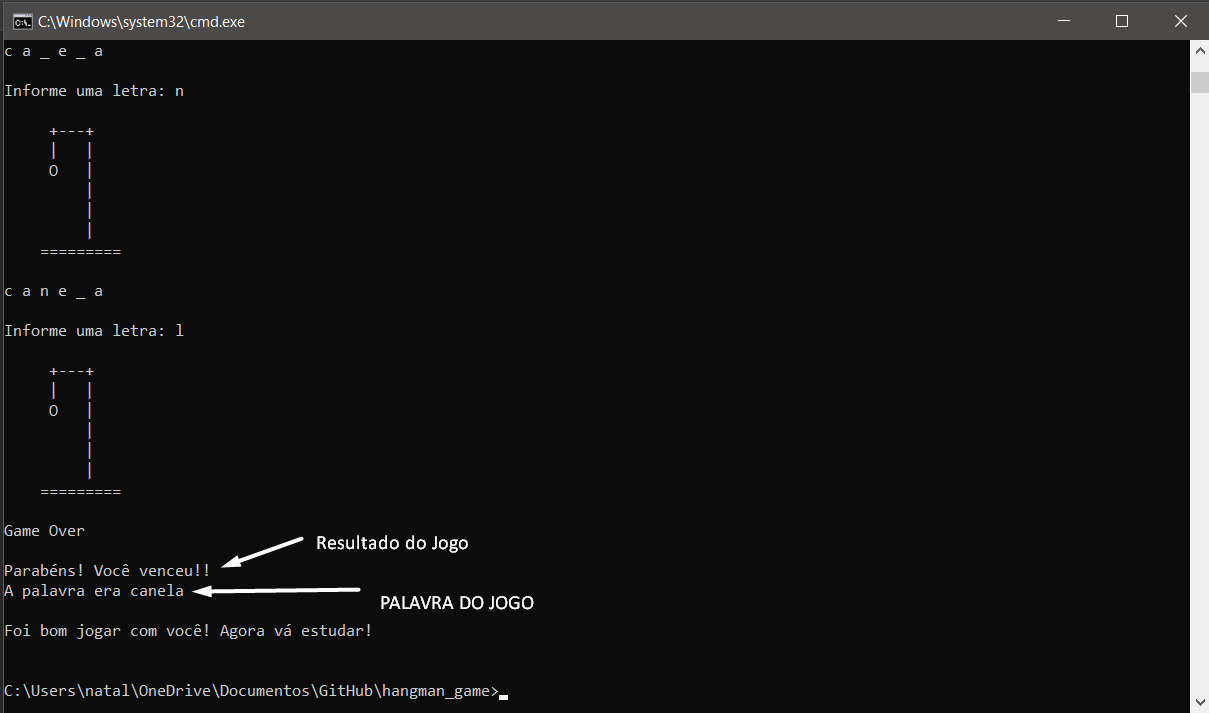 C:\Windows\system32\cmd.exe
c a _ e _ a
Informe uma letra: n
+---+
|   |
O   |
|
|
|
=========
c a n e _ a
Informe uma letra: l
+---+
|   |
O   |
|
|
|
=========
Game Over
Resultado do Jogo
Parabéns! Você venceu!!
A palavra era canela
PALAVRA DO JOGO
Foi bom jogar com você! Agora vá estudar!
C:\Users\natal\OneDrive\Documentos\GitHub\hangman_game>